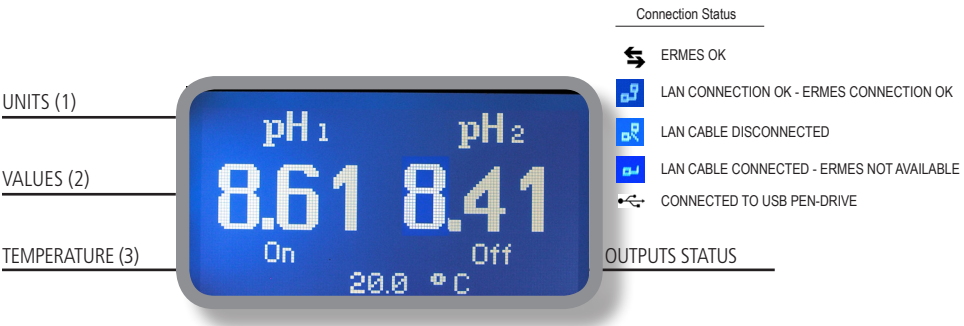 Connection Status
ERMES OK
LAN CONNECTION OK - ERMES CONNECTION OK
LAN CABLE DISCONNECTED
LAN CABLE CONNECTED - ERMES NOT AVAILABLE
CONNECTED TO USB PEN-DRIVE
UNITS (1)
VALUES (2)
TEMPERATURE (3)
pH 1 pH 2
8.61 8.41
On Off
20.0 °C
OUTPUTS STATUS